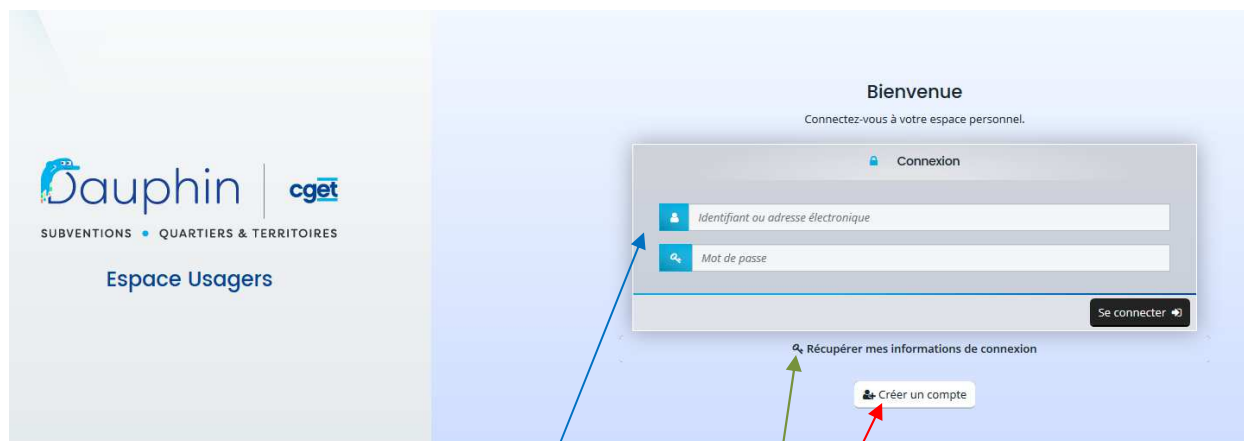 Dauphin cget
SUBVENTIONS • QUARTIERS & TERRITOIRES
Espace Usagers
Bienvenue
Connectez-vous à votre espace personnel.
Connexion
Identifiant ou adresse électronique
Mot de passe
Se connecter
Récupérer mes informations de connexion
Créer un compte